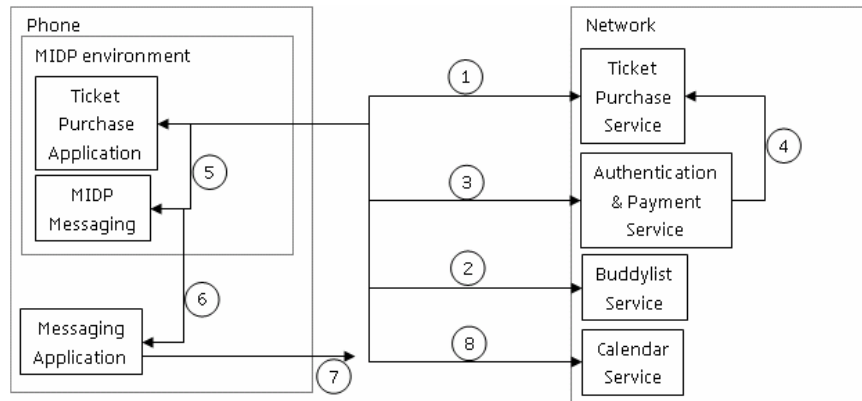 Phone
MIDP environment
Ticket
Purchase
Application
5
MIDP
Messaging
6
Messaging
Application
7
1
3
2
8
Network
Ticket
Purchase
Service
4
Authentication
& Payment
Service
Buddylist
Service
Calendar
Service